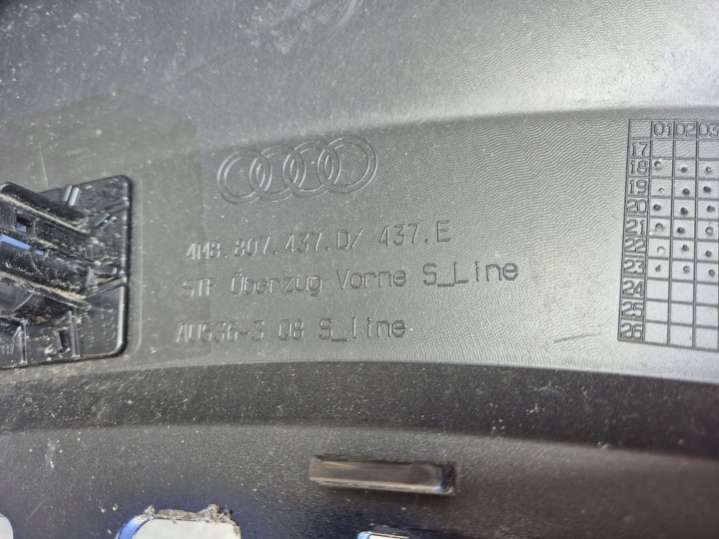 4M8.807.437.D/ 437.E
STF Überzug Vorne S_Line
AU536-3 Q8 S_line
01 02 03
17
18
19
20
21
22
23
24
25
26